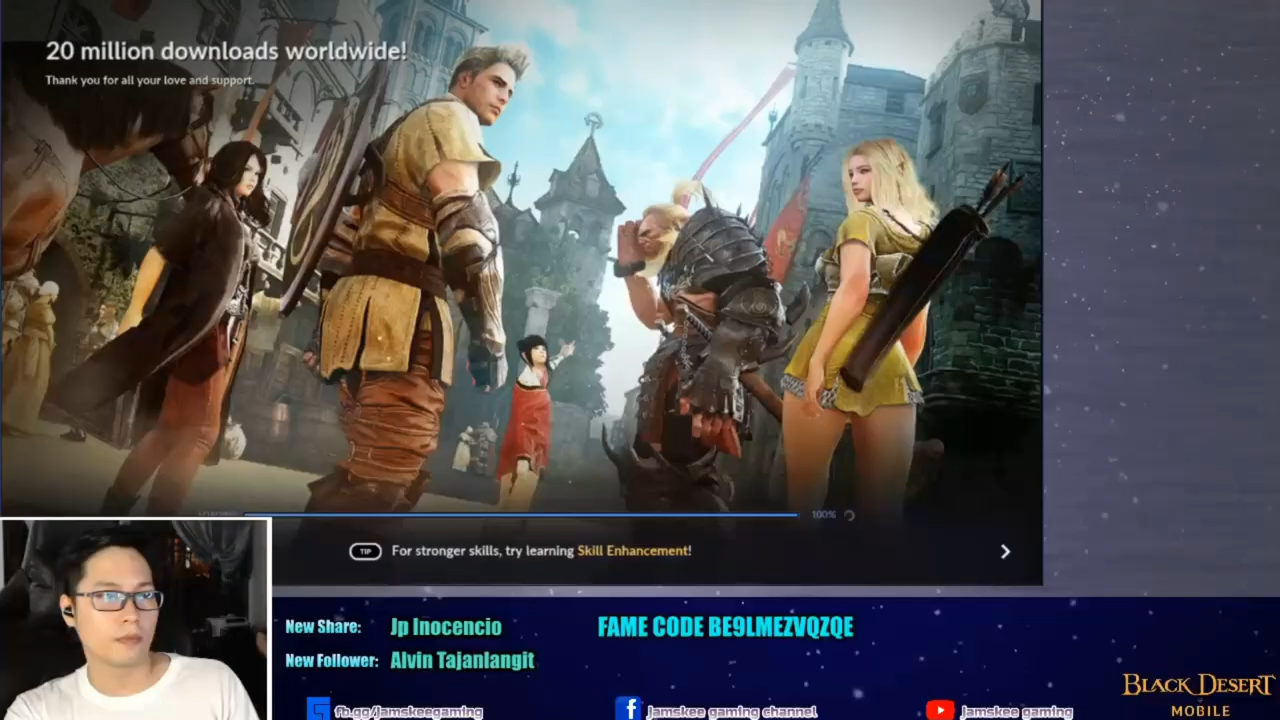 20 million downloads worldwide!
Thank you for all your love and support.
100%
TIP For stronger skills, try learning Skill Enhancement!
New Share: Jp Inocencio
FAME CODE BE9LMEZVQZQE
New Follower: Alvin Tajanlangit
fb.gg/jamskeegaming
jamskee gaming channel
jamskee gaming
BLACK DESERT
MOBILE